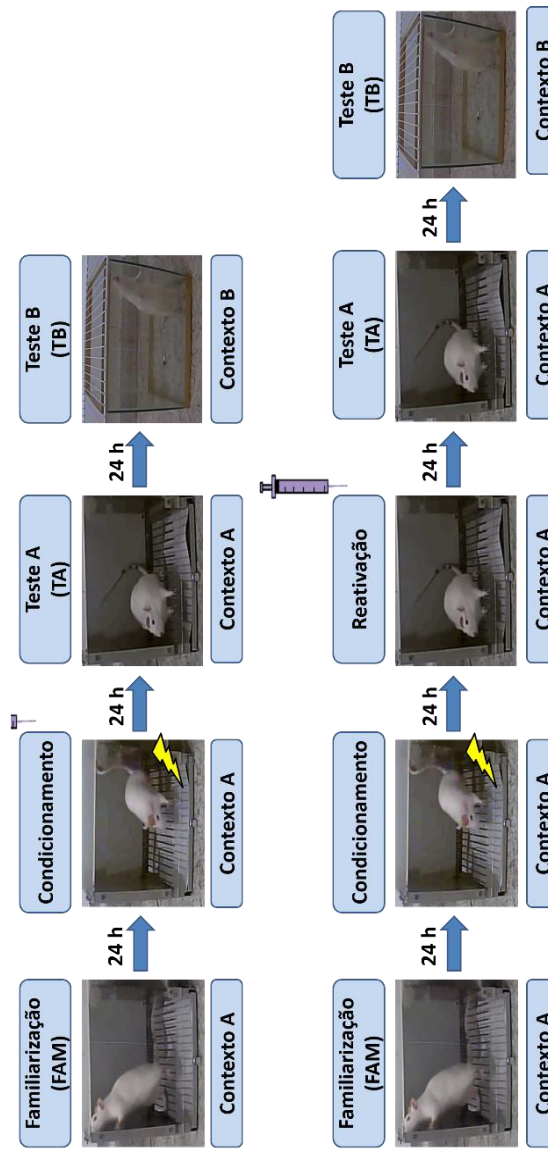 Familiarização
(FAM)
Contexto A
24 h
Condicionamento
Contexto A
24 h
Teste A
(TA)
Contexto A
24 h
Teste B
(TB)
Contexto B
Familiarização
(FAM)
Contexto A
24 h
Condicionamento
Contexto A
24 h
Reativação
Contexto A
24 h
Teste A
(TA)
Contexto A
24 h
Teste B
(TB)
Contexto B